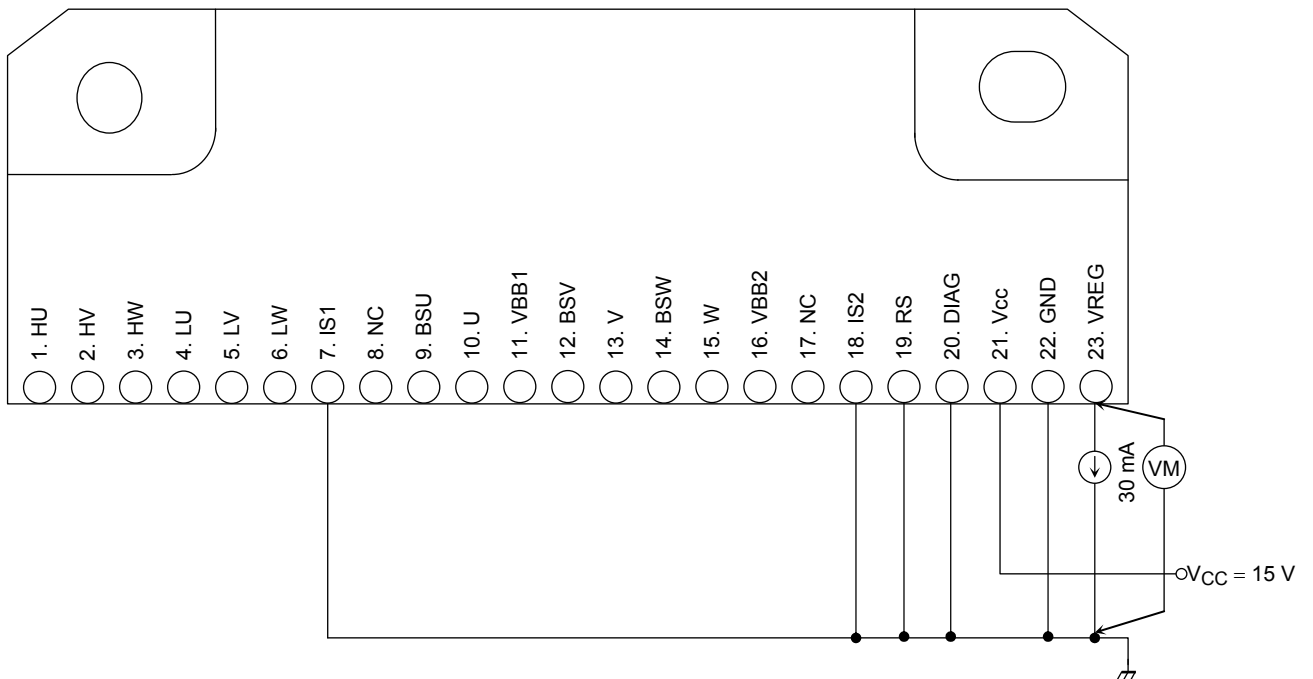 1. HU
2. HV
3. HW
4. LU
5. LV
6. LW
7. IS1
8. NC
9. BSU
10. U
11. VBB1
12. BSV
13. V
14. BSW
15. W
16. VBB2
17. NC
18. IS2
19. RS
20. DIAG
21. Vcc
22. GND
23. VREG
30 mA
VM
VCC = 15 V